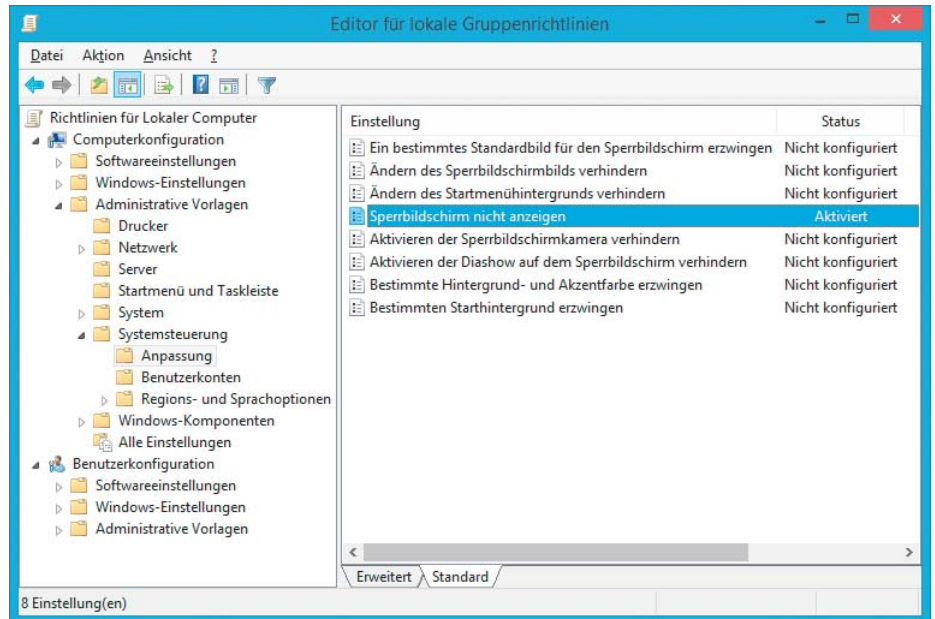 Editor für lokale Gruppenrichtlinien
Datei Aktion Ansicht ?
Richtlinien für Lokaler Computer
Computerkonfiguration
Softwareeinstellungen
Windows-Einstellungen
Administrative Vorlagen
Drucker
Netzwerk
Server
Startmenü und Taskleiste
System
Systemsteuerung
Anpassung
Benutzerkonten
Regions- und Sprachoptionen
Windows-Komponenten
Alle Einstellungen
Benutzerkonfiguration
Softwareeinstellungen
Windows-Einstellungen
Administrative Vorlagen
Einstellung Status
Ein bestimmtes Standardbild für den Sperrbildschirm erzwingen Nicht konfiguriert
Ändern des Sperrbildschirmbilds verhindern Nicht konfiguriert
Ändern des Startmenühintergrunds verhindern Nicht konfiguriert
Sperrbildschirm nicht anzeigen Aktiviert
Aktivieren der Sperrbildschirmkamera verhindern Nicht konfiguriert
Aktivieren der Diashow auf dem Sperrbildschirm verhindern Nicht konfiguriert
Bestimmte Hintergrund- und Akzentfarbe erzwingen Nicht konfiguriert
Bestimmten Starthintergrund erzwingen Nicht konfiguriert
Erweitert Standard
8 Einstellung(en)